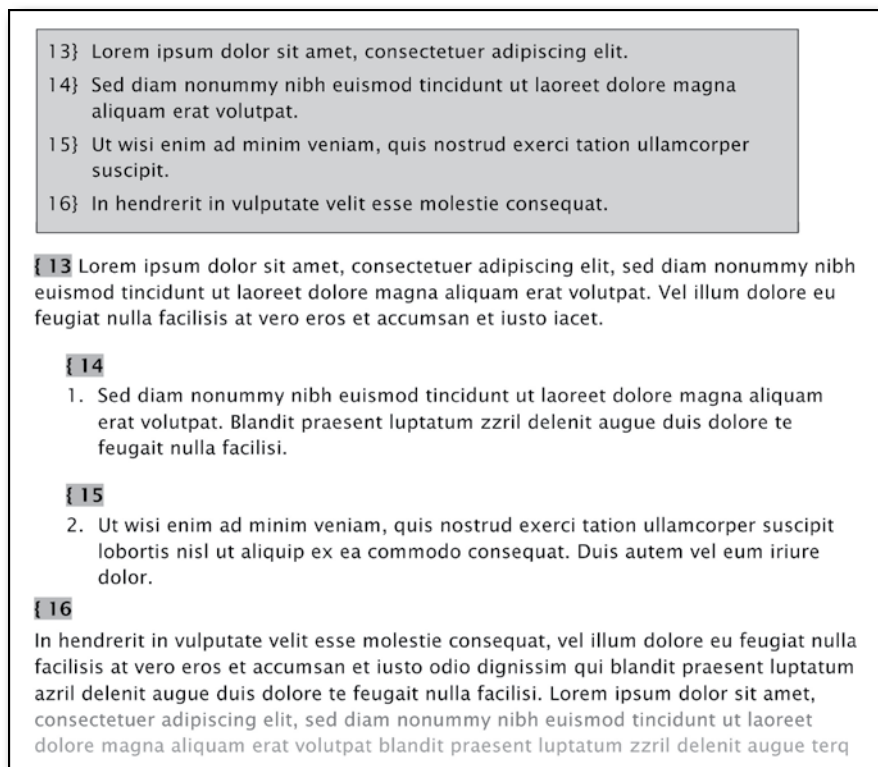 13} Lorem ipsum dolor sit amet, consectetuer adipiscing elit.
14} Sed diam nonummy nibh euismod tincidunt ut laoreet dolore magna
aliquam erat volutpat.
15} Ut wisi enim ad minim veniam, quis nostrud exerci tation ullamcorper
suscipit.
16} In hendrerit in vulputate velit esse molestie consequat.
{ 13 Lorem ipsum dolor sit amet, consectetuer adipiscing elit, sed diam nonummy nibh
euismod tincidunt ut laoreet dolore magna aliquam erat volutpat. Vel illum dolore eu
feugiat nulla facilisis at vero eros et accumsan et iusto iacet.
{ 14
1. Sed diam nonummy nibh euismod tincidunt ut laoreet dolore magna aliquam
erat volutpat. Blandit praesent luptatum zzril delenit augue duis dolore te
feugait nulla facilisi.
{ 15
2. Ut wisi enim ad minim veniam, quis nostrud exerci tation ullamcorper suscipit
lobortis nisl ut aliquip ex ea commodo consequat. Duis autem vel eum iriure
dolor.
{ 16
In hendrerit in vulputate velit esse molestie consequat, vel illum dolore eu feugiat nulla
facilisis at vero eros et accumsan et iusto odio dignissim qui blandit praesent luptatum
azril delenit augue duis dolore te feugait nulla facilisi. Lorem ipsum dolor sit amet,
consectetuer adipiscing elit, sed diam nonummy nibh euismod tincidunt ut laoreet
dolore magna aliquam erat volutpat blandit praesent luptatum zzril delenit augue terq